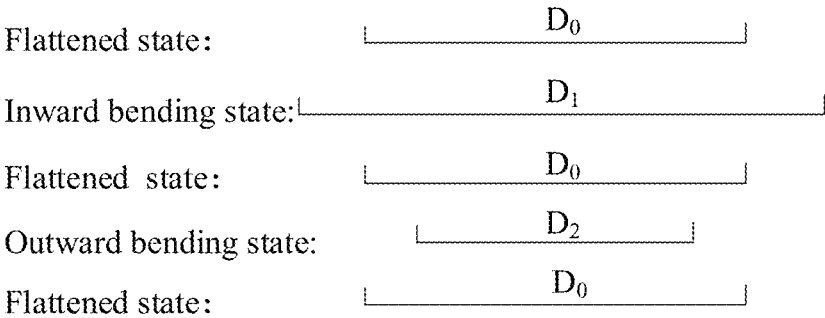 Flattened state: D₀
Inward bending state: D₁
Flattened state: D₀
Outward bending state: D₂
Flattened state: D₀